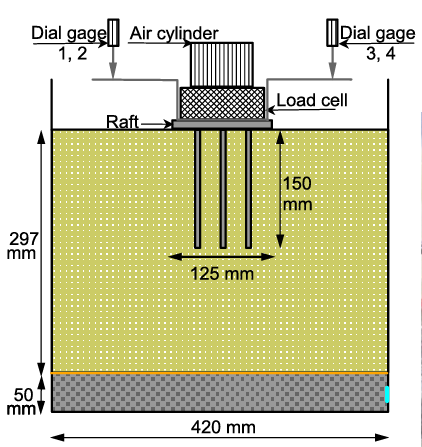 Dial gage
1, 2
Air cylinder
Dial gage
3, 4
Load cell
Raft
150
mm
297
mm
125 mm
50
mm
420 mm